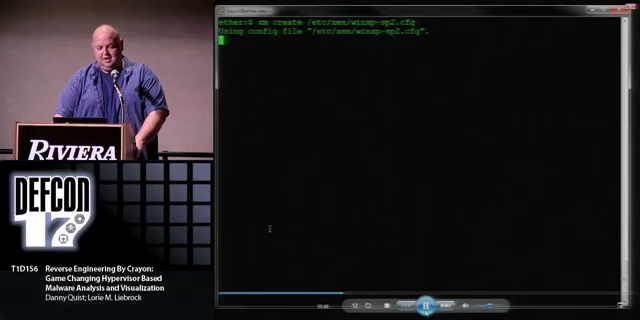 ether:$ xm create /etc/xen/winxp-sp2.cfg
Using config file "/etc/xen/winxp-sp2.cfg".
RIVIERA
DEFCON
17
T1D1S6 Reverse Engineering By Crayon:
Game Changing Hypervisor Based
Malware Analysis and Visualization
Danny Quist; Lorie M. Liebrock